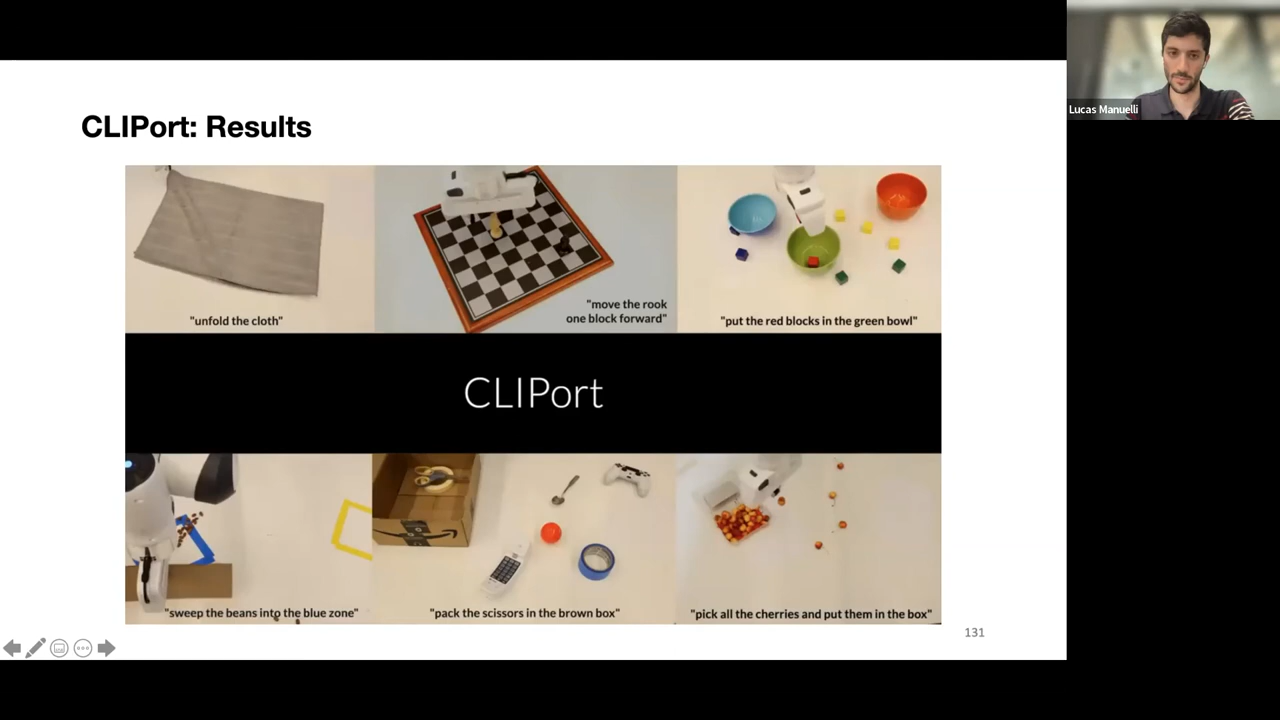 Lucas Manuelli
CLIPort: Results
"unfold the cloth"
"move the rook
one block forward"
"put the red blocks in the green bowl"
CLIPort
"sweep the beans into the blue zone"
"pack the scissors in the brown box"
"pick all the cherries and put them in the box"
131